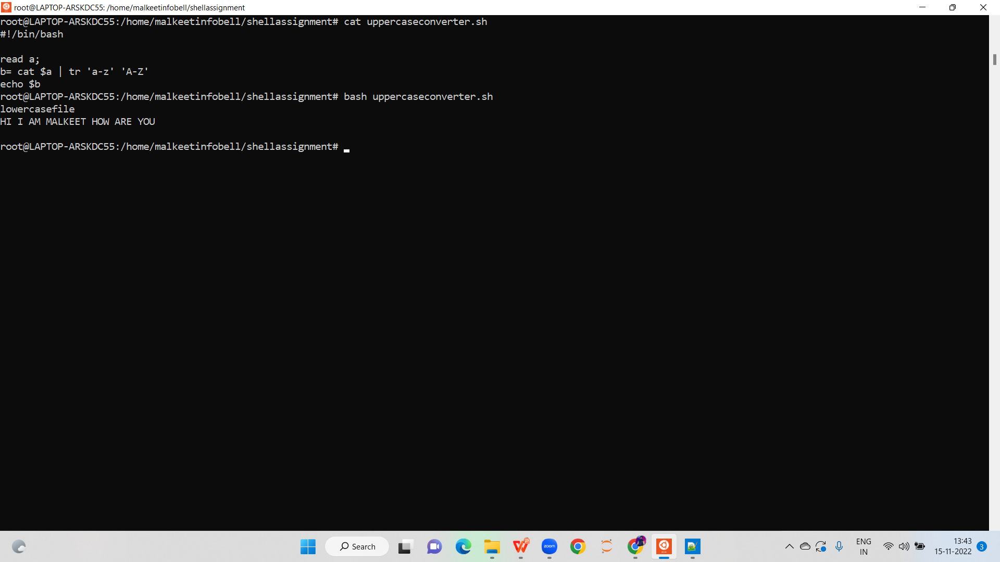 root@LAPTOP-ARSKDC55: /home/malkeetinfobell/shellassignment
root@LAPTOP-ARSKDC55:/home/malkeetinfobell/shellassignment# cat uppercaseconverter.sh
#!/bin/bash
read a;
b= cat $a | tr 'a-z' 'A-Z'
echo $b
root@LAPTOP-ARSKDC55:/home/malkeetinfobell/shellassignment# bash uppercaseconverter.sh
lowercasefile
HI I AM MALKEET HOW ARE YOU
root@LAPTOP-ARSKDC55:/home/malkeetinfobell/shellassignment#
Search
zoom
ENG
IN
13:43
15-11-2022
3